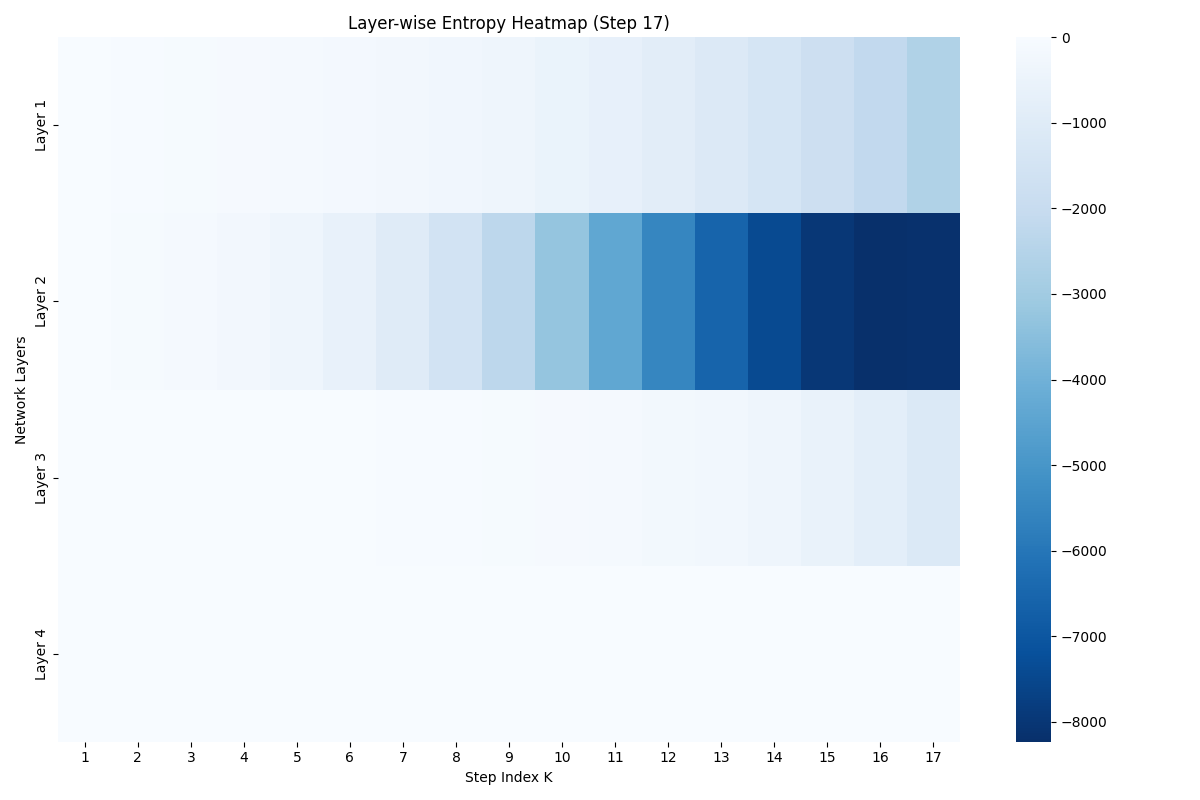 Layer-wise Entropy Heatmap (Step 17)
Network Layers
Layer 1
Layer 2
Layer 3
Layer 4
1 2 3 4 5 6 7 8 9 10 11 12 13 14 15 16 17
Step Index K
0
−1000
−2000
−3000
−4000
−5000
−6000
−7000
−8000